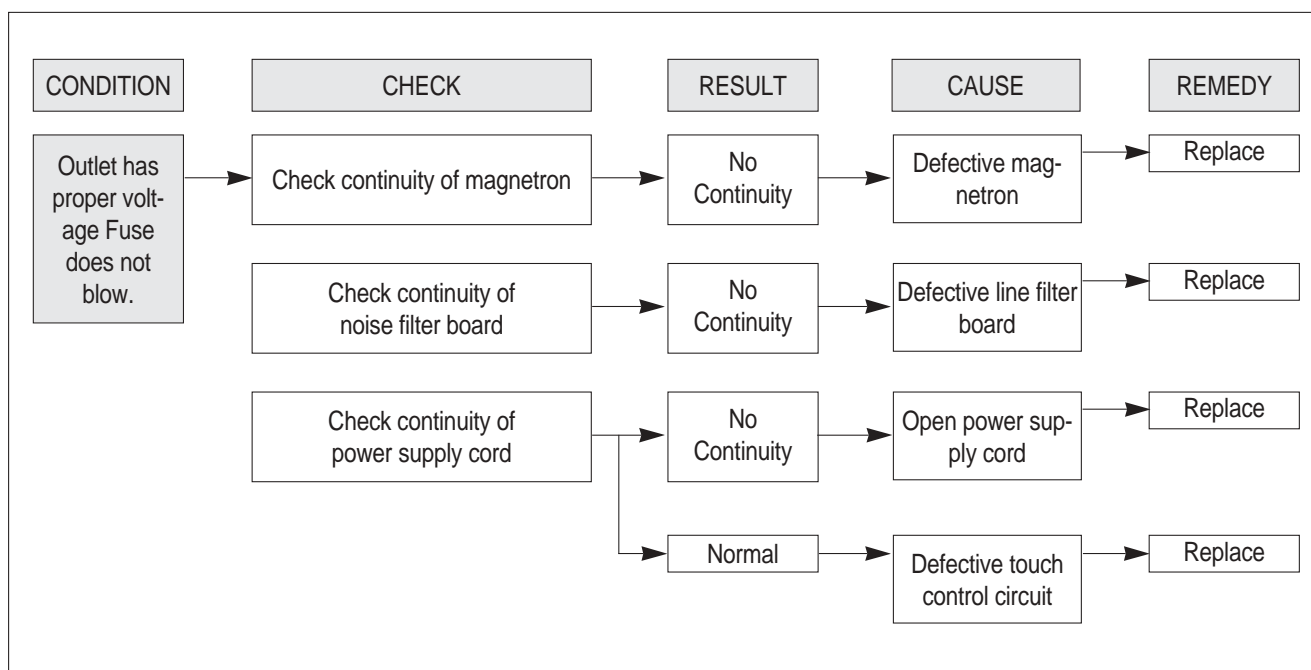 CONDITION
CHECK
RESULT
CAUSE
REMEDY
Outlet has
proper volt-
age Fuse
does not
blow.
Check continuity of magnetron
No
Continuity
Defective mag-
netron
Replace
Check continuity of
noise filter board
No
Continuity
Defective line filter
board
Replace
Check continuity of
power supply cord
No
Continuity
Open power sup-
ply cord
Replace
Normal
Defective touch
control circuit
Replace